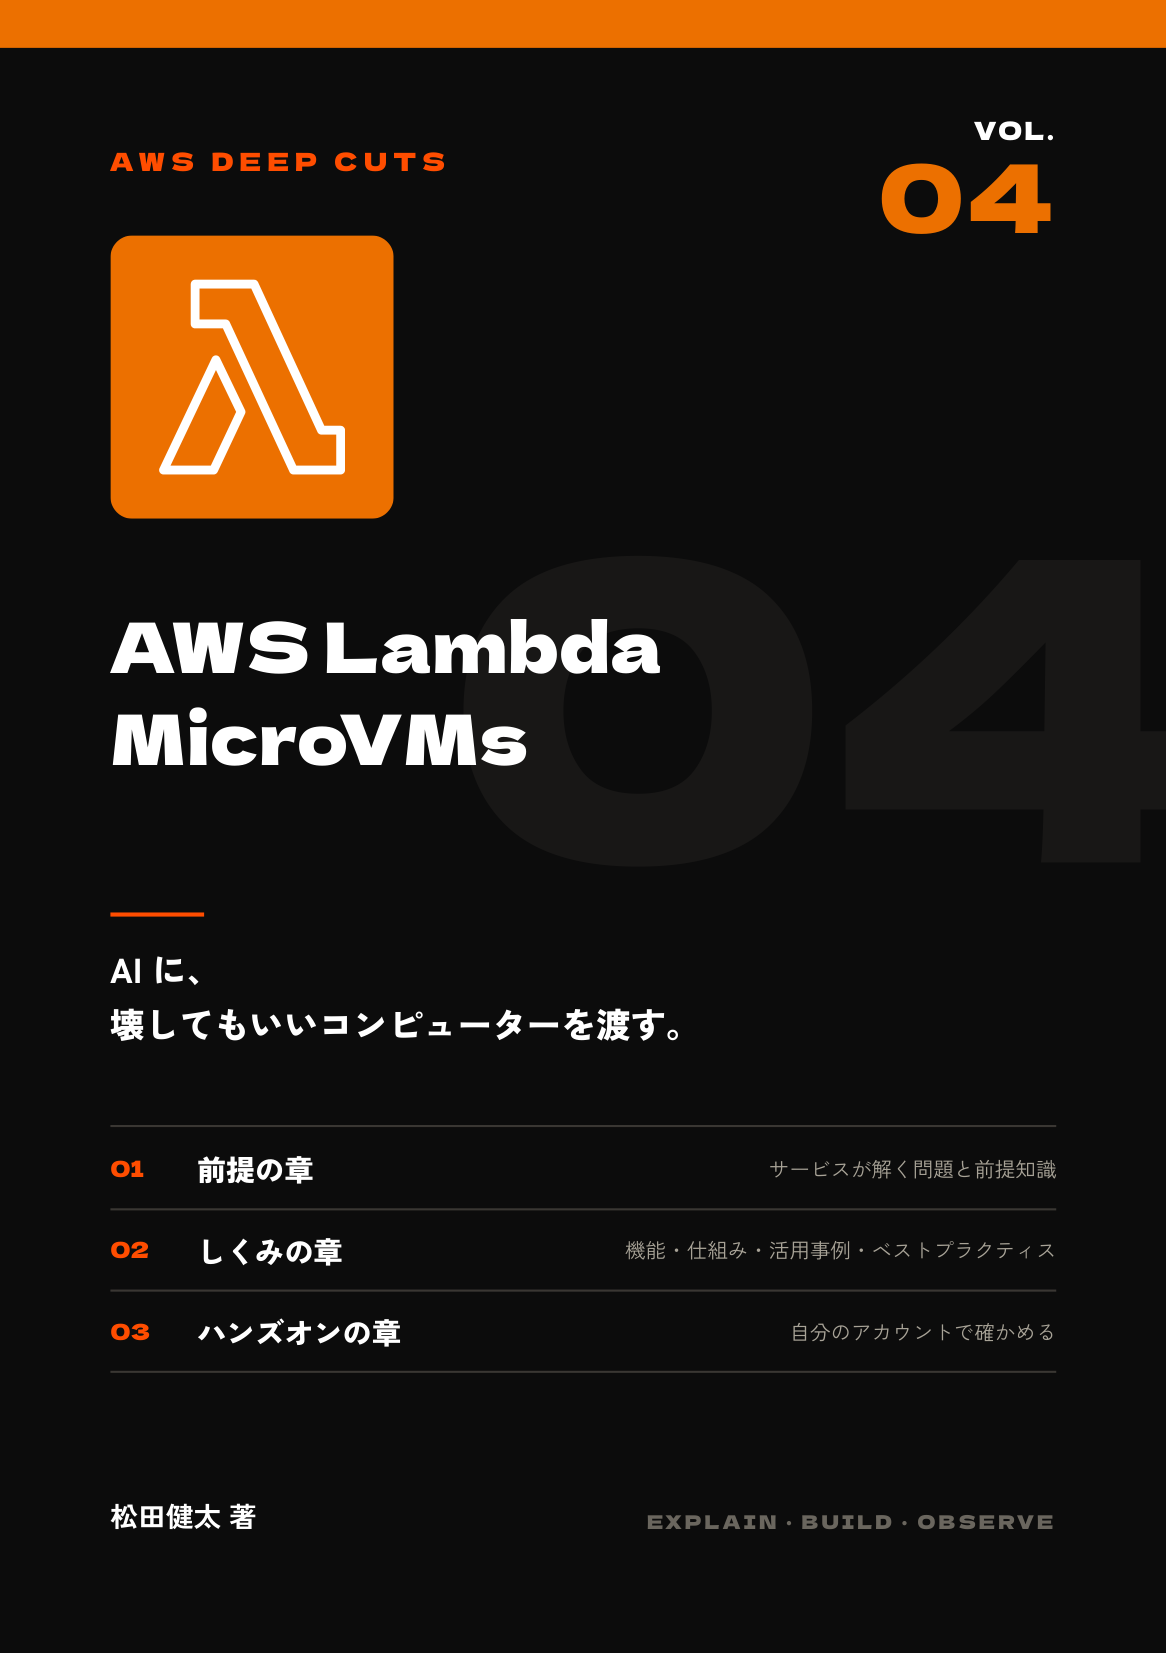 VOL.
AWS DEEP CUTS
04
04
AWS Lambda
MicroVMs
AI に、
壊してもいいコンピューターを渡す。
01 前提の章 サービスが解く問題と前提知識
02 しくみの章 機能・仕組み・活用事例・ベストプラクティス
03 ハンズオンの章 自分のアカウントで確かめる
松田健太 著
EXPLAIN · BUILD · OBSERVE